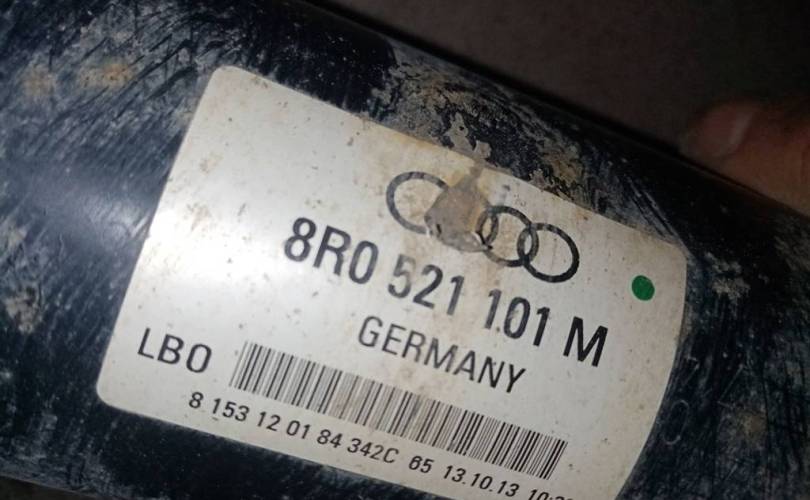 8R0 521 101 M
GERMANY
LBO
8 153 12 01 84 342C 65 13.10.13